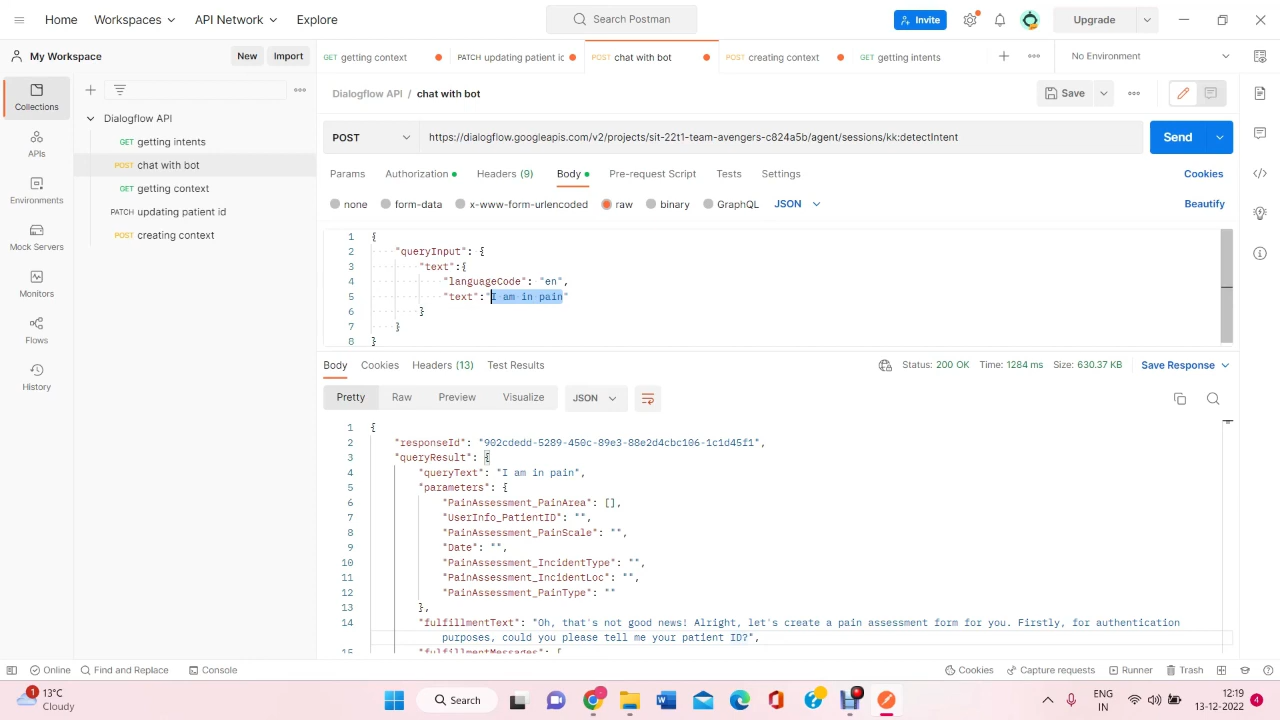 Home Workspaces API Network Explore Search Postman Invite Upgrade
My Workspace New Import GET getting context PATCH updating patient id POST chat with bot POST creating context GET getting intents No Environment
Collections
APIs
Environments
Mock Servers
Monitors
Flows
History
Dialogflow API
GET getting intents
POST chat with bot
GET getting context
PATCH updating patient id
POST creating context
Dialogflow API / chat with bot Save
POST https://dialogflow.googleapis.com/v2/projects/sit-22t1-team-avengers-c824a5b/agent/sessions/kk:detectIntent Send
Params Authorization Headers (9) Body Pre-request Script Tests Settings Cookies
none form-data x-www-form-urlencoded raw binary GraphQL JSON Beautify
1 {
2 "queryInput": {
3 "text":{
4 "languageCode": "en",
5 "text":"I am in pain"
6 }
7 }
8 }
Body Cookies Headers (13) Test Results Status: 200 OK Time: 1284 ms Size: 630.37 KB Save Response
Pretty Raw Preview Visualize JSON
1 {
2 "responseId": "902cdedd-5289-450c-89e3-88e2d4cbc106-1c1d45f1",
3 "queryResult": {
4 "queryText": "I am in pain",
5 "parameters": {
6 "PainAssessment_PainArea": [],
7 "UserInfo_PatientID": "",
8 "PainAssessment_PainScale": "",
9 "Date": "",
10 "PainAssessment_IncidentType": "",
11 "PainAssessment_IncidentLoc": "",
12 "PainAssessment_PainType": ""
13 },
14 "fulfillmentText": "Oh, that's not good news! Alright, let's create a pain assessment form for you. Firstly, for authentication
purposes, could you please tell me your patient ID?",
15 "fulfillmentMessages": [
Online Find and Replace Console Cookies Capture requests Runner Trash
1 13°C Cloudy Search ENG IN 12:19 13-12-2022 4